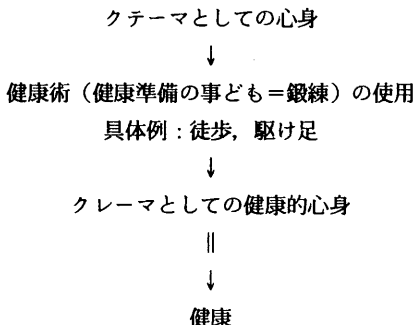 クテーマとしての心身
↓
健康術（健康準備の事ども＝鍛練）の使用
具体例：徒歩，駆け足
↓
クレーマとしての健康的心身
||
↓
健康